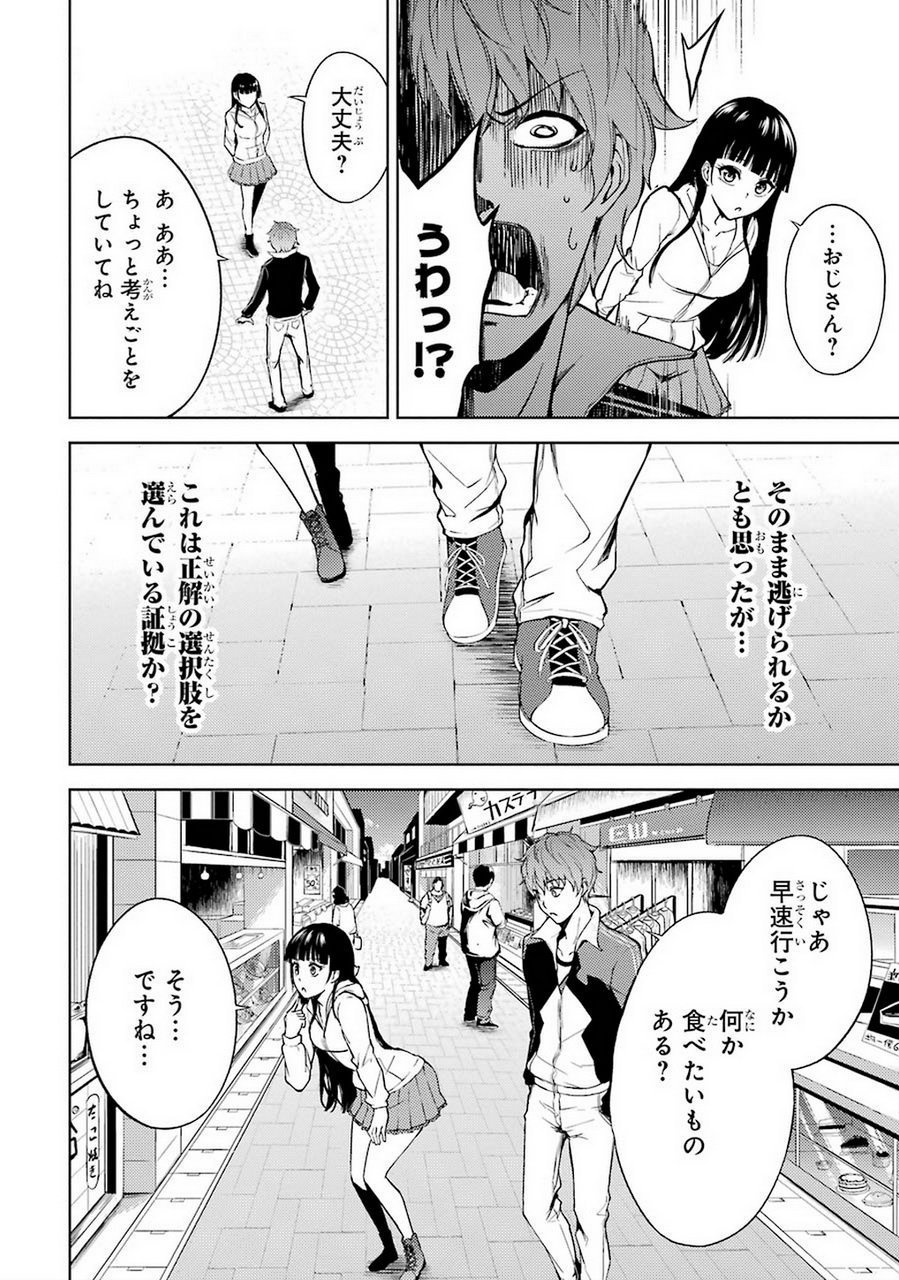 …おじさん?
うわっ!?
大丈夫?
あ ああ…
ちょっと考えごとを
していてね
そのまま逃げられるか
とも思ったが…
これは正解の選択肢を
選んでいる証拠か?
じゃあ
早速行こうか
何か
食べたいもの
ある?
カステラ
そう…
ですね…
たこ焼き